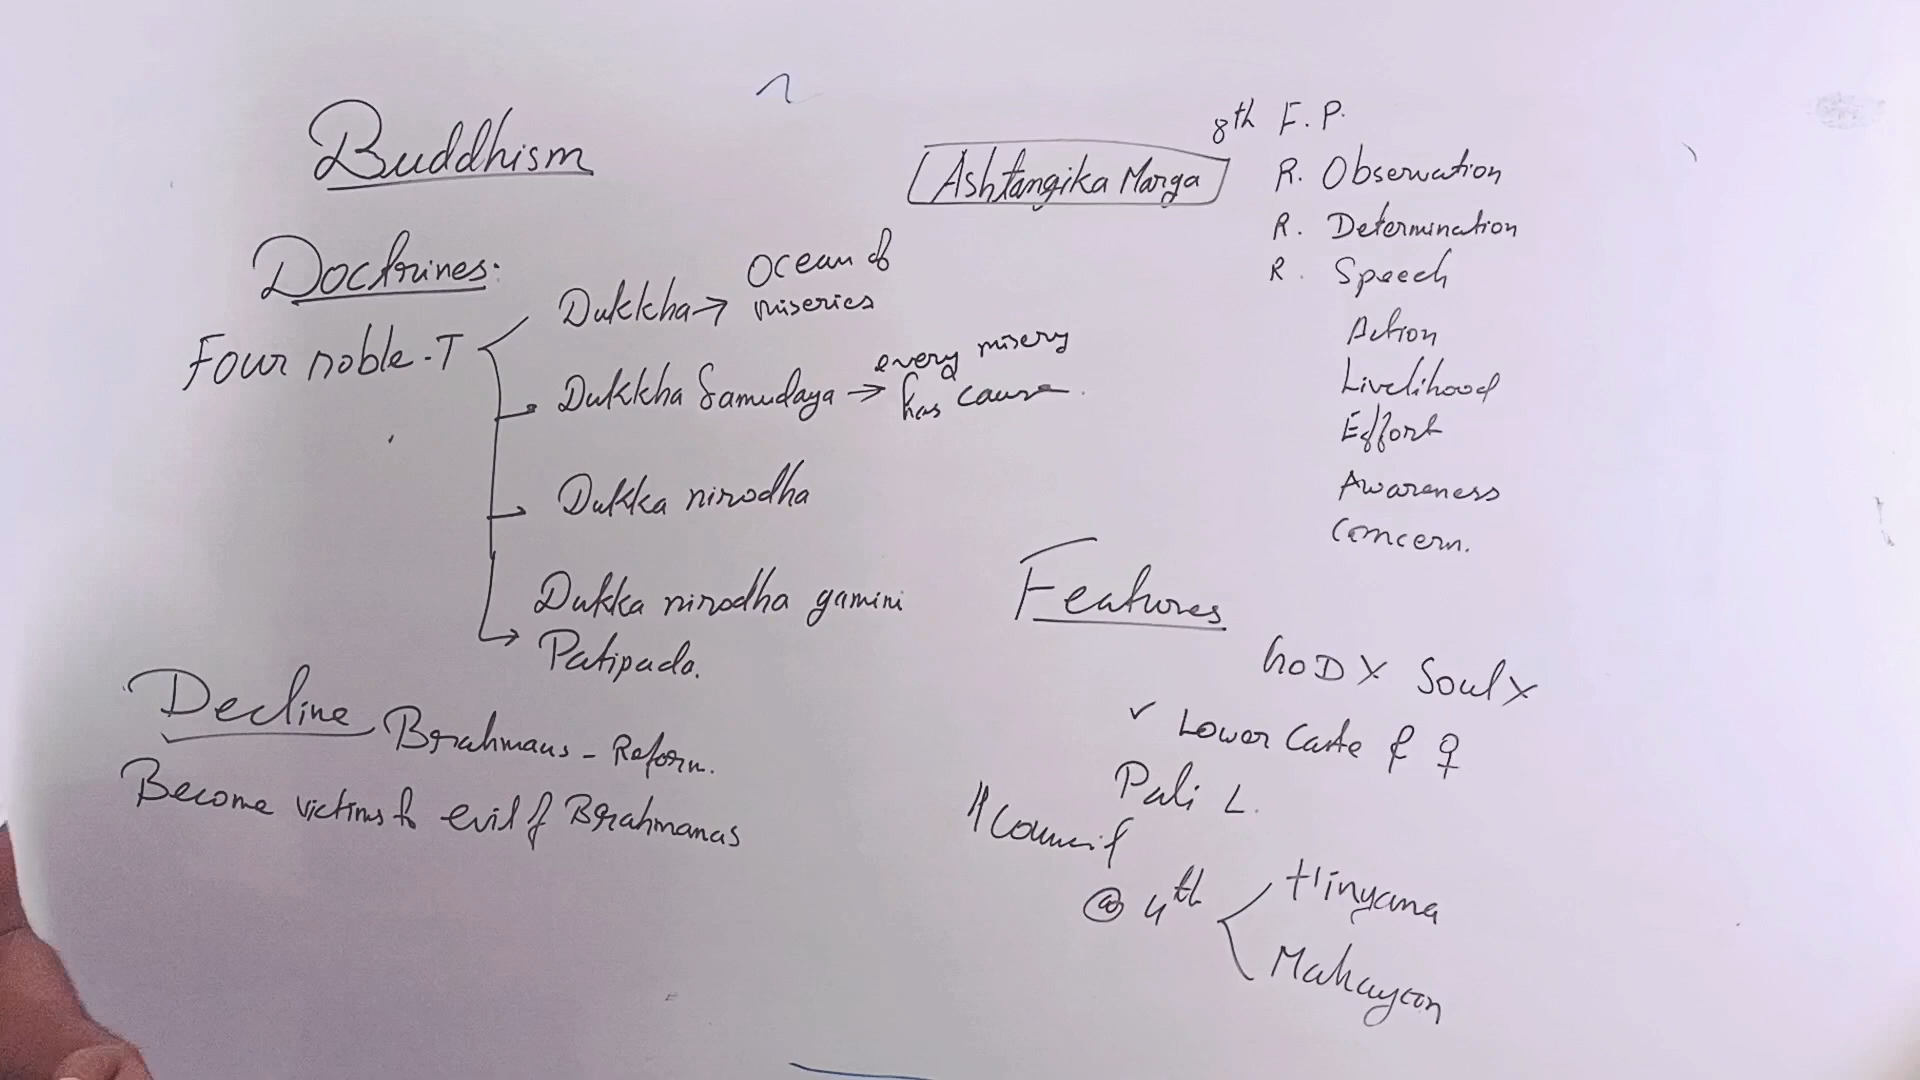 Buddhism
Doctrines:
Four noble-T
Dukkha → Ocean of
miseries
Dukkha Samudaya → every misery
has cause.
Dukka nirodha
Dukka nirodha gamini
Patipada.
Decline Brahmans - Reform.
Become victims to evil of Brahmanas
8th F.P.
Ashtangika Marga
R. Observation
R. Determination
R. Speech
Action
Livelihood
Effort
Awareness
Concern.
Features
GOD X Soul X
✓ Lower Caste & ♀
Pali L.
4 Council
@ 4th
Hinyana
Mahayan